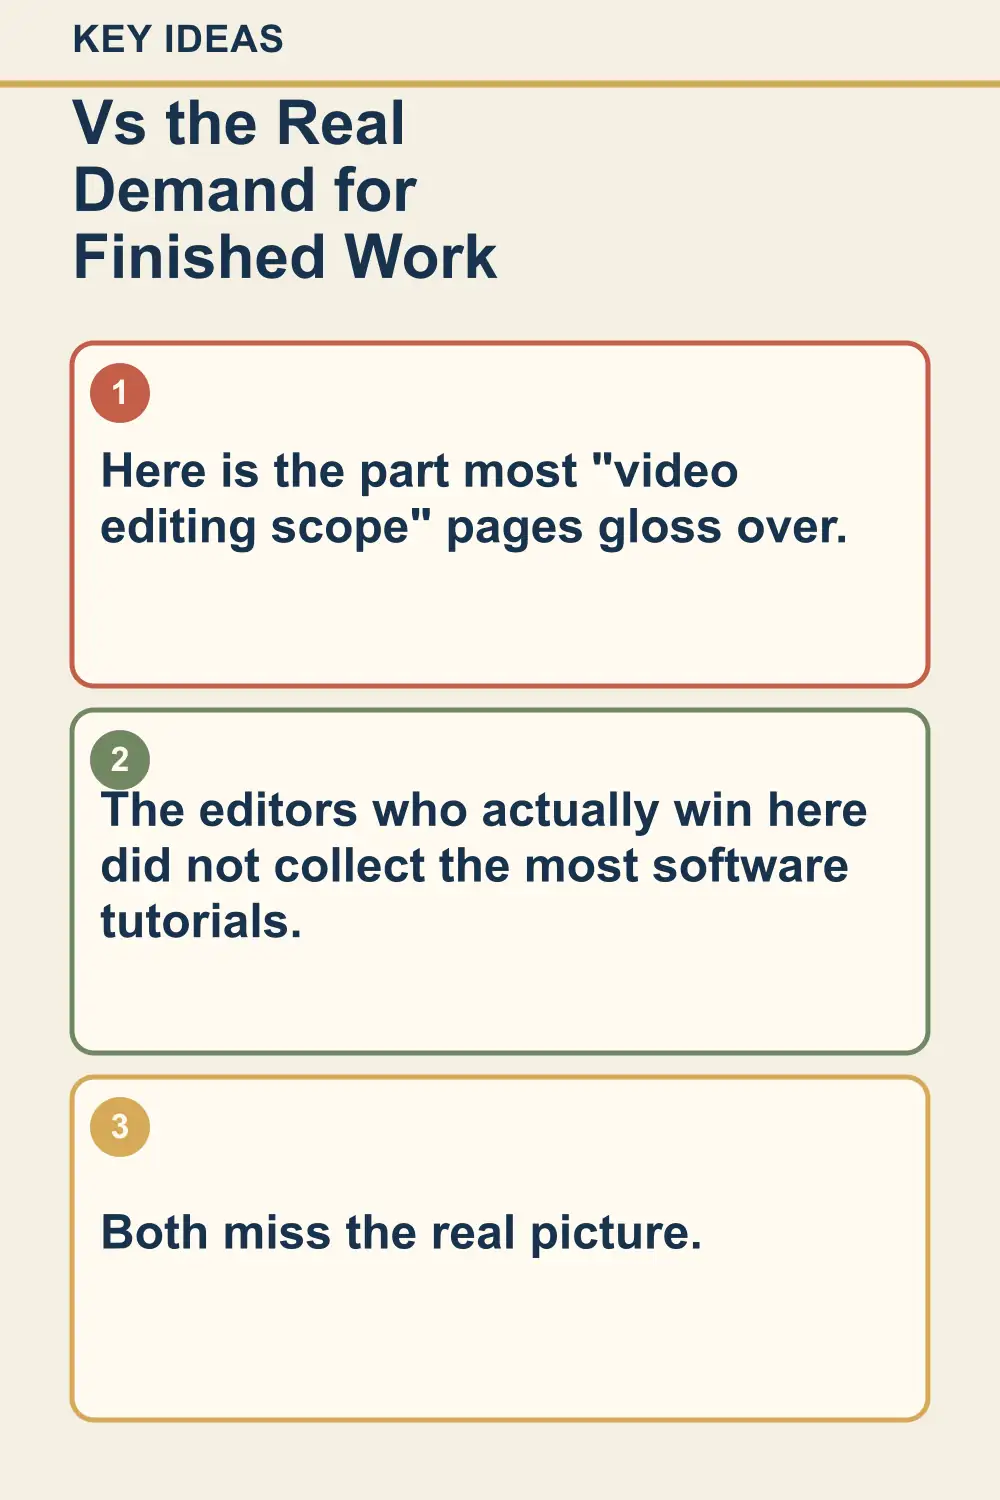 KEY IDEAS
Vs the Real
Demand for
Finished Work
1
Here is the part most "video
editing scope" pages gloss over.
2
The editors who actually win here
did not collect the most software
tutorials.
3
Both miss the real picture.